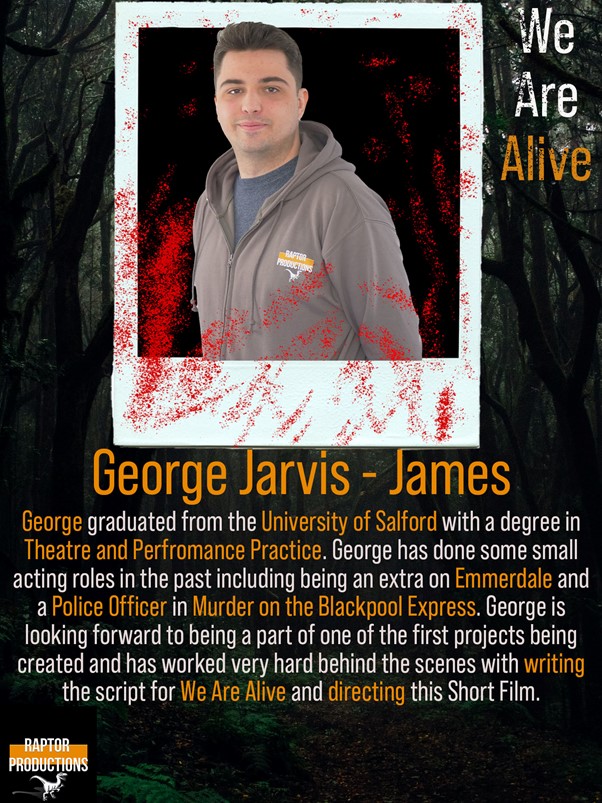 We
Are
Alive
RAPTOR
PRODUCTIONS
George Jarvis - James
George graduated from the University of Salford with a degree in
Theatre and Perfromance Practice. George has done some small
acting roles in the past including being an extra on Emmerdale and
a Police Officer in Murder on the Blackpool Express. George is
looking forward to being a part of one of the first projects being
created and has worked very hard behind the scenes with writing
the script for We Are Alive and directing this Short Film.
RAPTOR
PRODUCTIONS